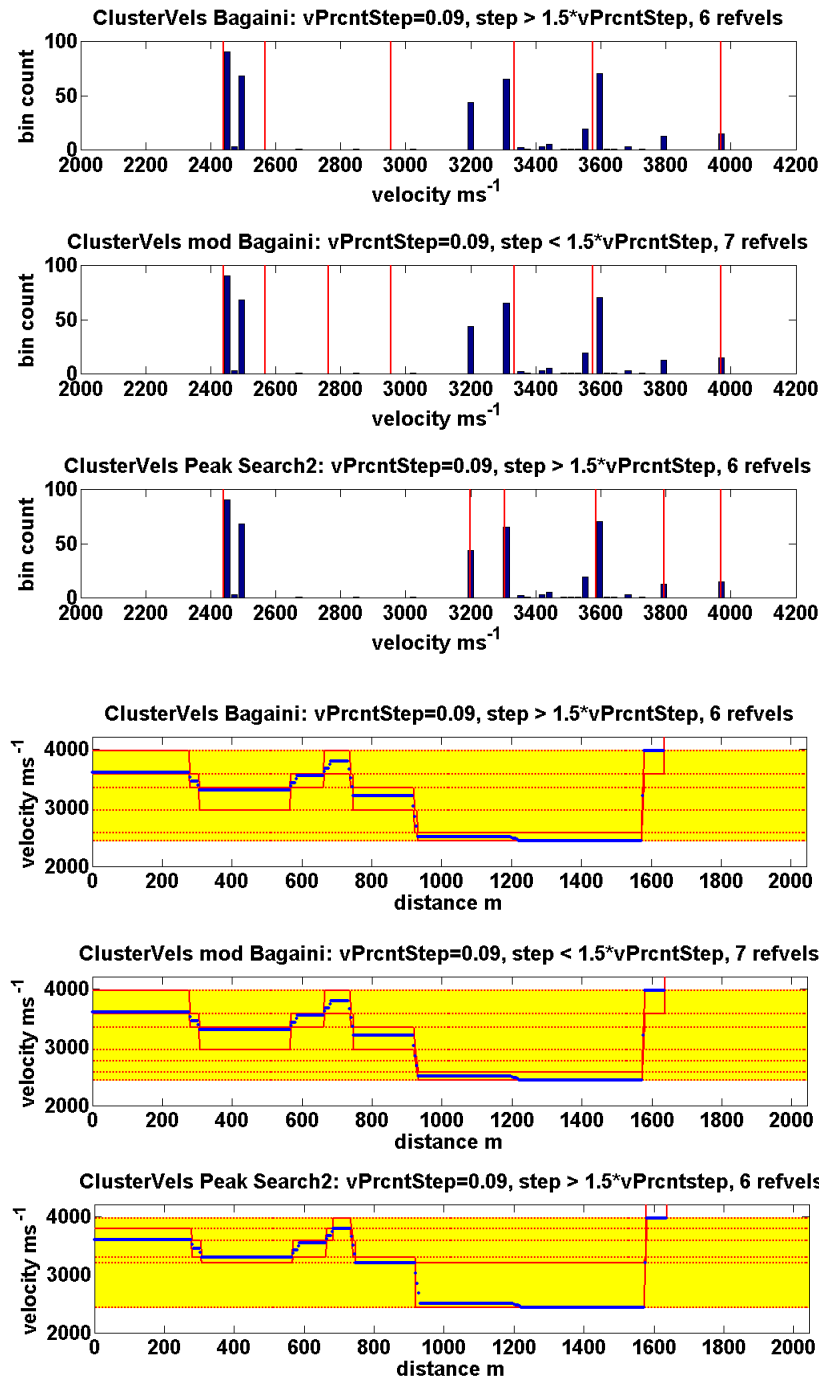 ClusterVels Bagaini: vPrcntStep=0.09, step > 1.5*vPrcntStep, 6 refvels
100
50
0
bin count
2000 2200 2400 2600 2800 3000 3200 3400 3600 3800 4000 4200
velocity ms-1
ClusterVels mod Bagaini: vPrcntStep=0.09, step < 1.5*vPrcntStep, 7 refvels
100
50
0
bin count
2000 2200 2400 2600 2800 3000 3200 3400 3600 3800 4000 4200
velocity ms-1
ClusterVels Peak Search2: vPrcntStep=0.09, step > 1.5*vPrcntStep, 6 refvels
100
50
0
bin count
2000 2200 2400 2600 2800 3000 3200 3400 3600 3800 4000 4200
velocity ms-1
ClusterVels Bagaini: vPrcntStep=0.09, step > 1.5*vPrcntStep, 6 refvels
4000
3000
2000
velocity ms-1
0 200 400 600 800 1000 1200 1400 1600 1800 2000
distance m
ClusterVels mod Bagaini: vPrcntStep=0.09, step < 1.5*vPrcntStep, 7 refvels
4000
3000
2000
velocity ms-1
0 200 400 600 800 1000 1200 1400 1600 1800 2000
distance m
ClusterVels Peak Search2: vPrcntStep=0.09, step > 1.5*vPrcntstep, 6 refvels
4000
3000
2000
velocity ms-1
0 200 400 600 800 1000 1200 1400 1600 1800 2000
distance m